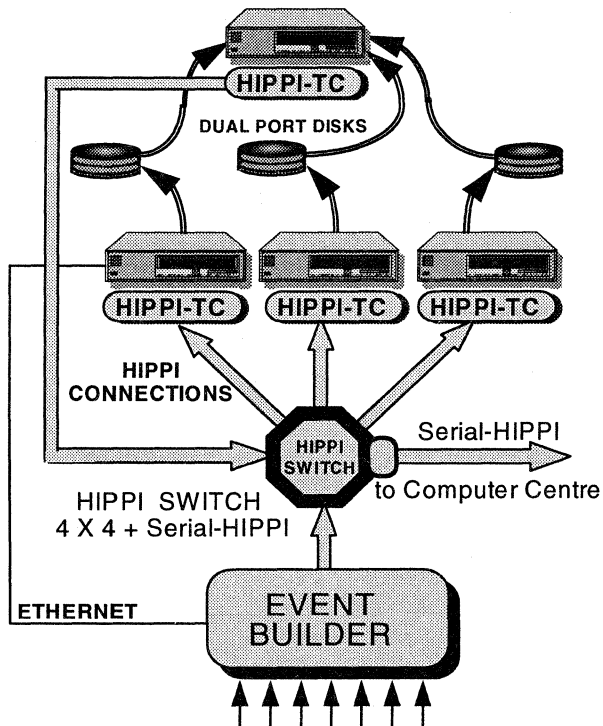 HIPPI-TC
DUAL PORT DISKS
HIPPI-TC
HIPPI-TC
HIPPI-TC
HIPPI
CONNECTIONS
HIPPI
SWITCH
Serial-HIPPI
to Computer Centre
HIPPI SWITCH
4 X 4 + Serial-HIPPI
ETHERNET
EVENT
BUILDER